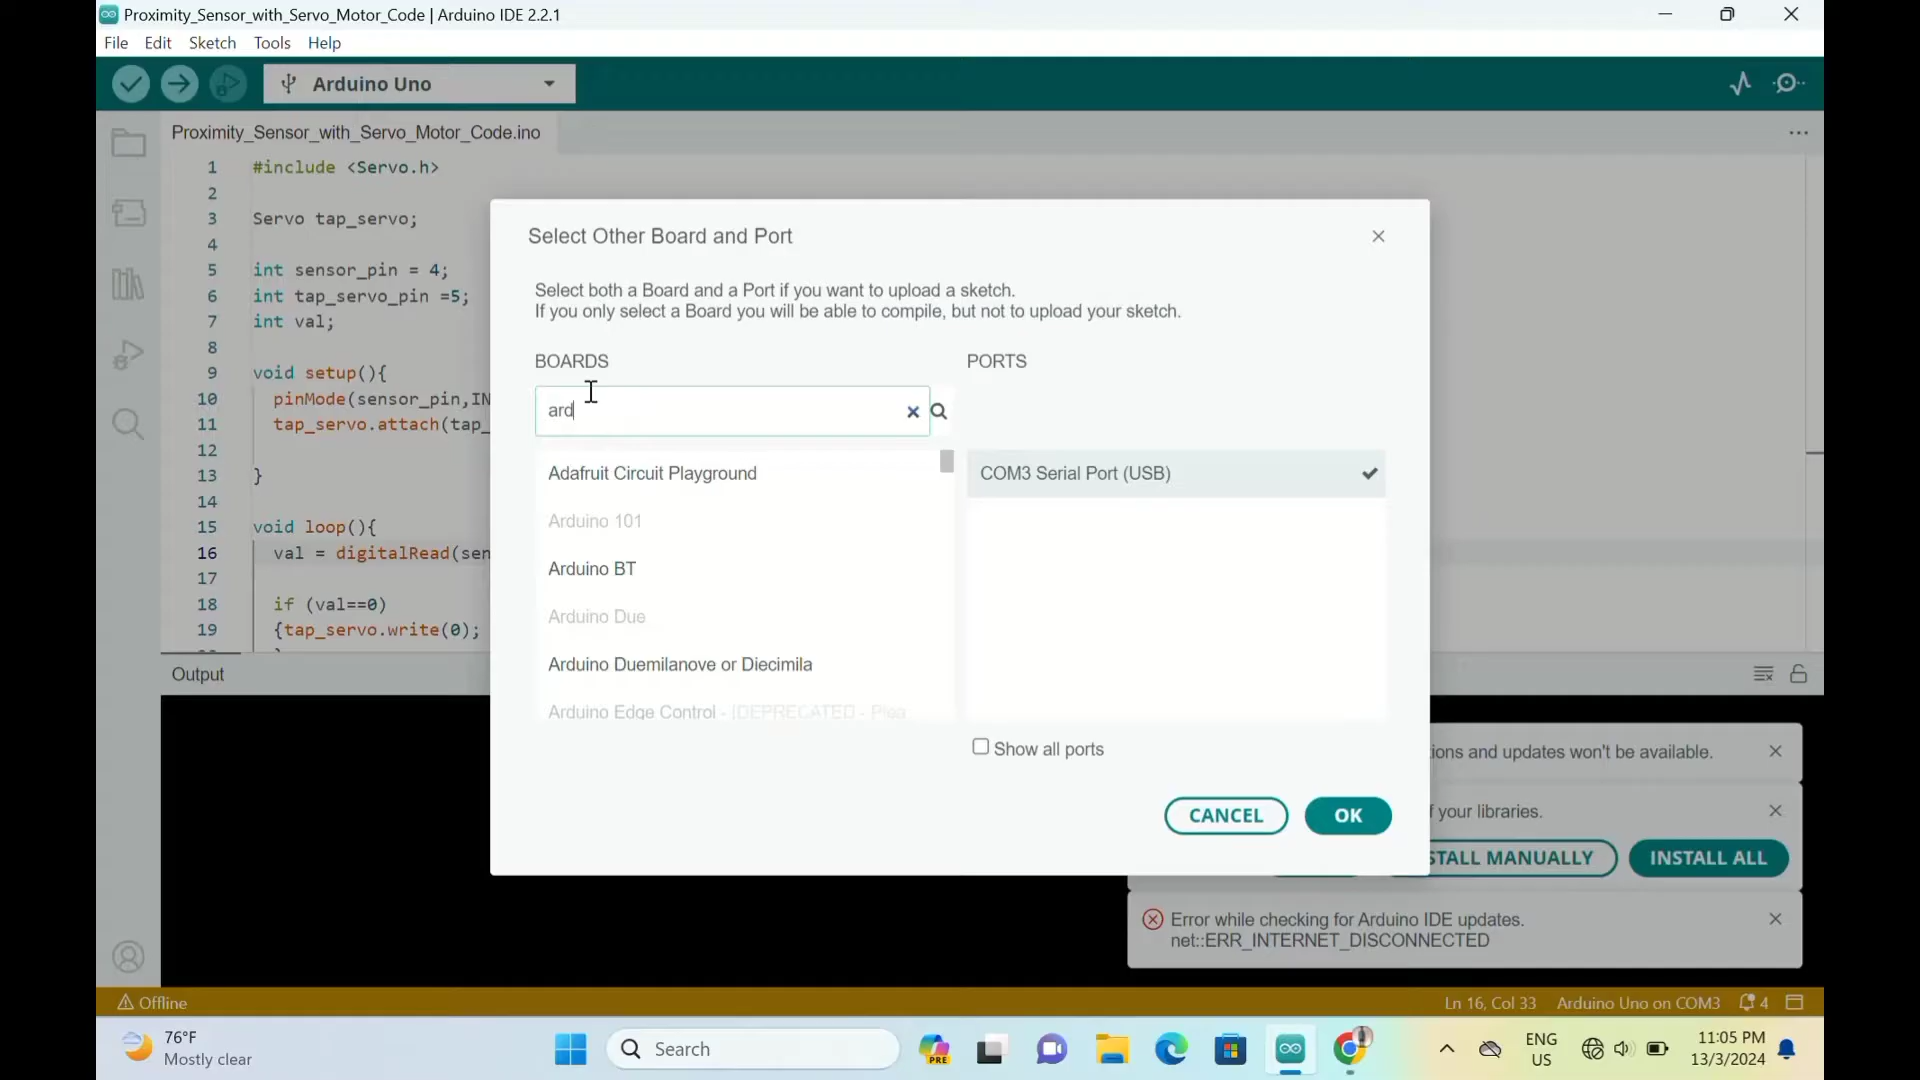 Proximity_Sensor_with_Servo_Motor_Code | Arduino IDE 2.2.1
File Edit Sketch Tools Help
Arduino Uno
Proximity_Sensor_with_Servo_Motor_Code.ino
1 #include <Servo.h>
2
3 Servo tap_servo;
4
5 int sensor_pin = 4;
6 int tap_servo_pin =5;
7 int val;
8
9 void setup(){
10 pinMode(sensor_pin,IN
11 tap_servo.attach(tap_
12
13 }
14
15 void loop(){
16 val = digitalRead(sen
17
18 if (val==0)
19 {tap_servo.write(0);
Select Other Board and Port
Select both a Board and a Port if you want to upload a sketch.
If you only select a Board you will be able to compile, but not to upload your sketch.
BOARDS PORTS
ard
Adafruit Circuit Playground
Arduino 101
Arduino BT
Arduino Due
Arduino Duemilanove or Diecimila
Arduino Edge Control - [DEPRECATED - Plea
COM3 Serial Port (USB)
Show all ports
CANCEL OK
Output
ions and updates won't be available.
f your libraries.
STALL MANUALLY INSTALL ALL
Error while checking for Arduino IDE updates.
net::ERR_INTERNET_DISCONNECTED
Offline
Ln 16, Col 33 Arduino Uno on COM3 4
76°F
Mostly clear
Search
PRE
ENG
US
11:05 PM
13/3/2024